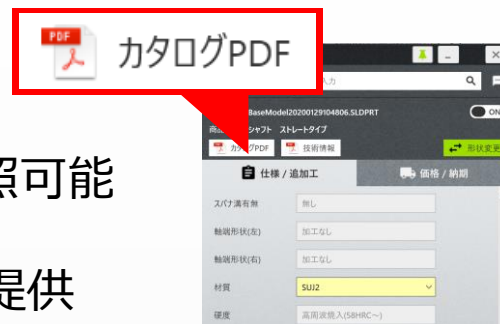 PDF カタログPDF
入力
BaseModel20200129104806.SLDPRT
ON
シャフト ストレートタイプ
カタログPDF 技術情報 形状変更
仕様 / 追加工 価格 / 納期
照可能
スパナ溝有無 無し
軸端形状(左) 加工なし
軸端形状(右) 加工なし
提供
材質 SUJ2
硬度 高周波焼入(58HRC~)